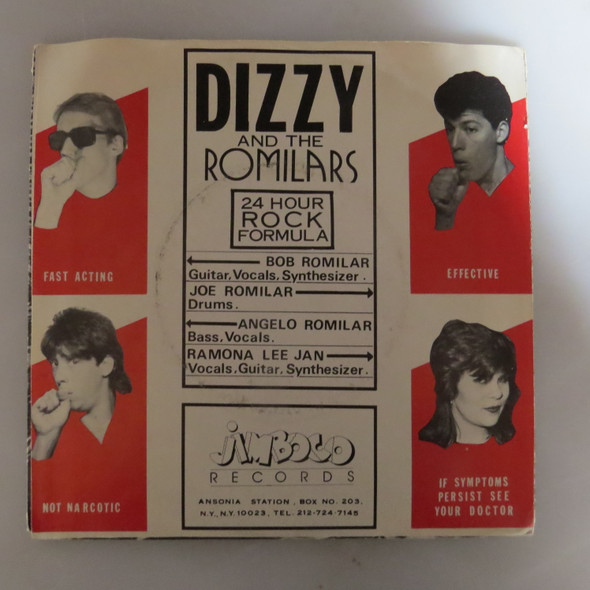 DIZZY
AND THE
ROMILARS
24 HOUR
ROCK
FORMULA
BOB ROMILAR
Guitar, Vocals, Synthesizer.
JOE ROMILAR
Drums.
ANGELO ROMILAR
Bass, Vocals.
RAMONA LEE JAN
Vocals, Guitar, Synthesizer.
JIMBOCO
RECORDS
ANSONIA STATION, BOX NO. 203,
N.Y., N.Y. 10023, TEL. 212-724-7145
FAST ACTING
EFFECTIVE
NOT NARCOTIC
IF SYMPTOMS
PERSIST SEE
YOUR DOCTOR